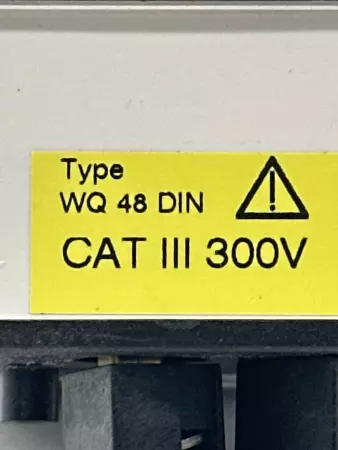 Type
WQ 48 DIN
CAT III 300V